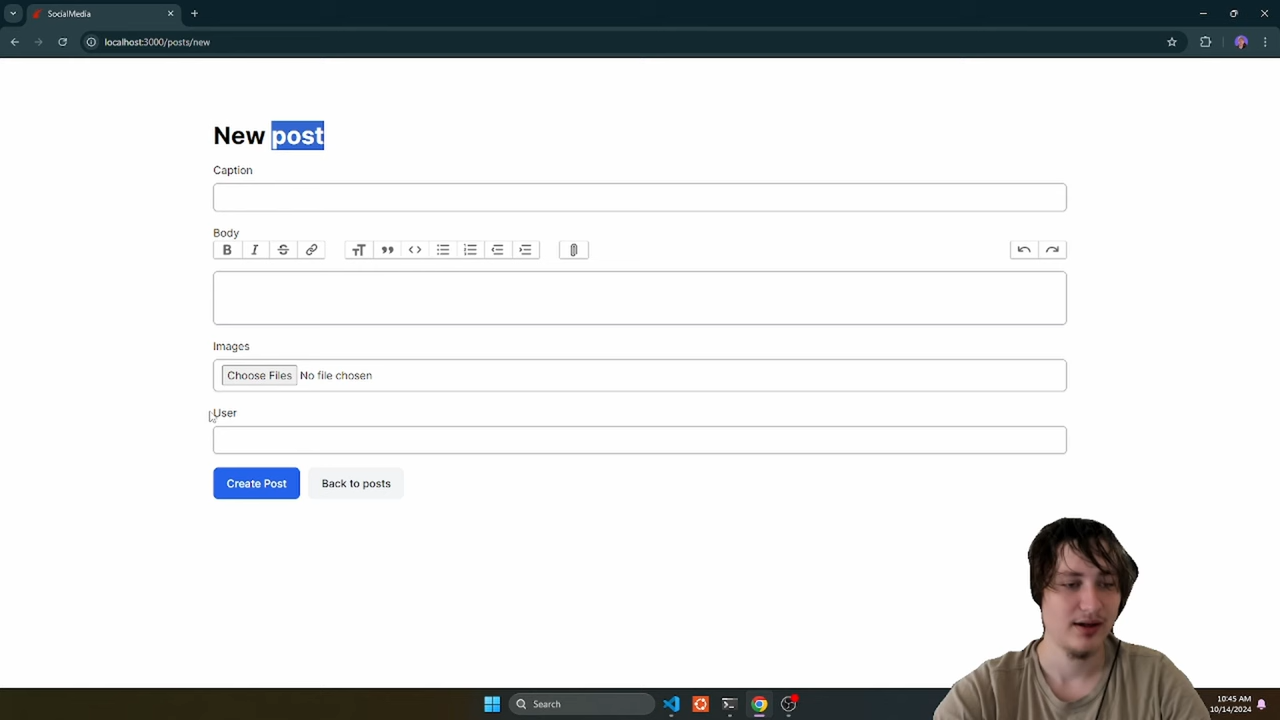 SocialMedia
localhost:3000/posts/new
New post
Caption
Body
B I S
Images
Choose Files No file chosen
User
Create Post Back to posts
Search
10:45 AM
10/14/2024